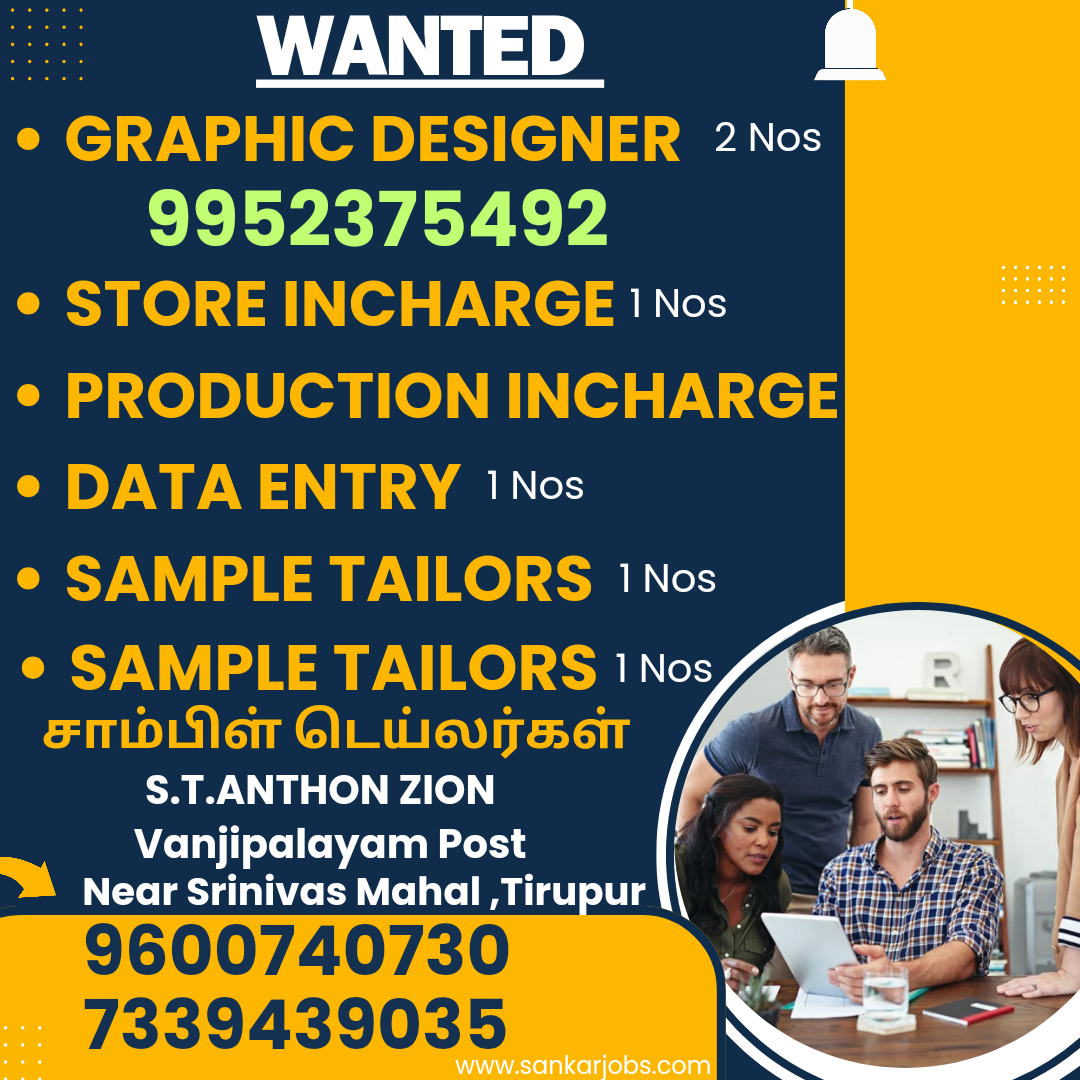 WANTED
• GRAPHIC DESIGNER 2 Nos
9952375492
• STORE INCHARGE 1 Nos
• PRODUCTION INCHARGE
• DATA ENTRY 1 Nos
• SAMPLE TAILORS 1 Nos
• SAMPLE TAILORS 1 Nos
சாம்பிள் டெய்லர்கள்
S.T.ANTHON ZION
Vanjipalayam Post
Near Srinivas Mahal ,Tirupur
9600740730
7339439035
www.sankarjobs.com
R